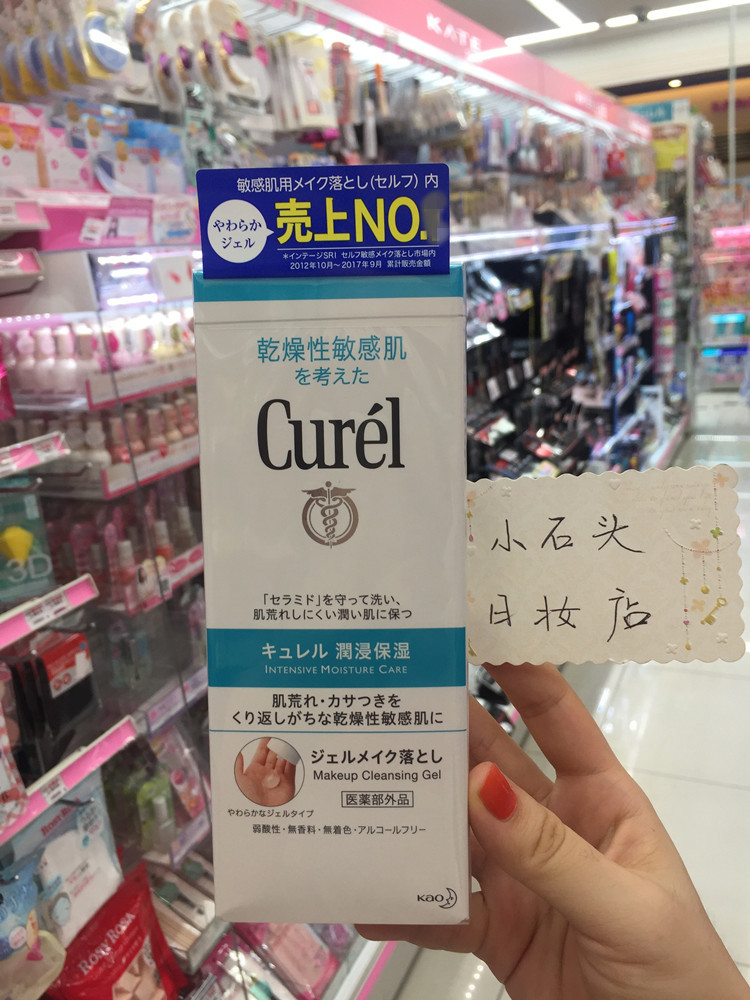 KATE
敏感肌用メイク落とし(セルフ)内
やわらか
ジェル
売上NO.
*インテージSRI セルフ敏感メイク落とし市場内
2012年10月〜2017年9月 累計販売金額
乾燥性敏感肌
を考えた
Curél
「セラミド」を守って洗い、
肌荒れしにくい潤い肌に保つ
キュレル 潤浸保湿
INTENSIVE MOISTURE CARE
肌荒れ・カサつきを
くり返しがちな乾燥性敏感肌に
ジェルメイク落とし
Makeup Cleansing Gel
医薬部外品
やわらかなジェルタイプ
弱酸性・無香料・無着色・アルコールフリー
Kao
小石头
日妆店
3D
ROSY ROSA